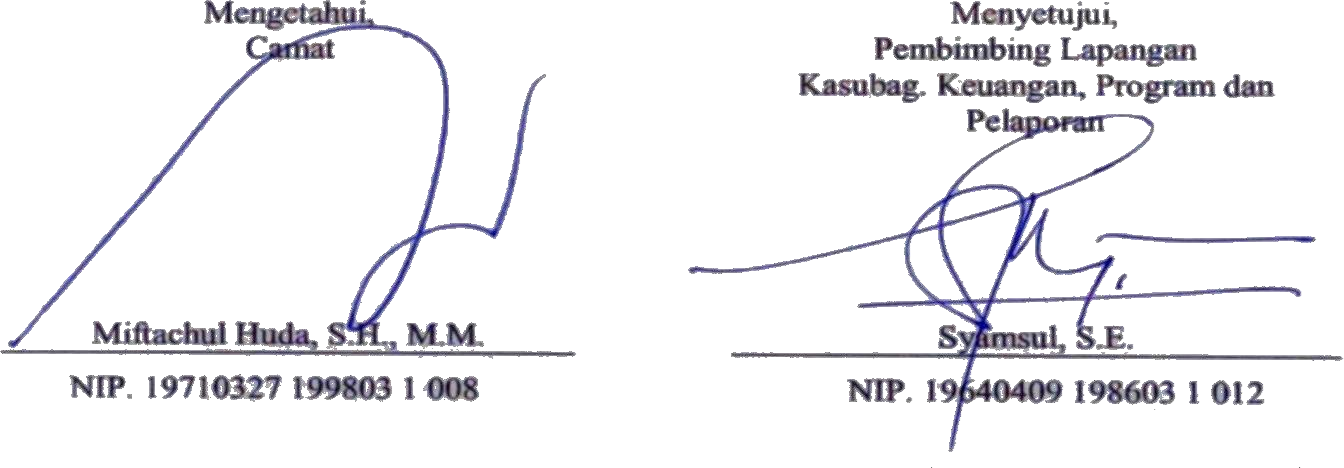 Mengetahui,
Camat
Miftachul Huda, S.H., M.M.
NIP. 19710327 199803 1 008
Menyetujui,
Pembimbing Lapangan
Kasubag. Keuangan, Program dan
Pelaporan
Syamsul, S.E.
NIP. 19640409 198603 1 012